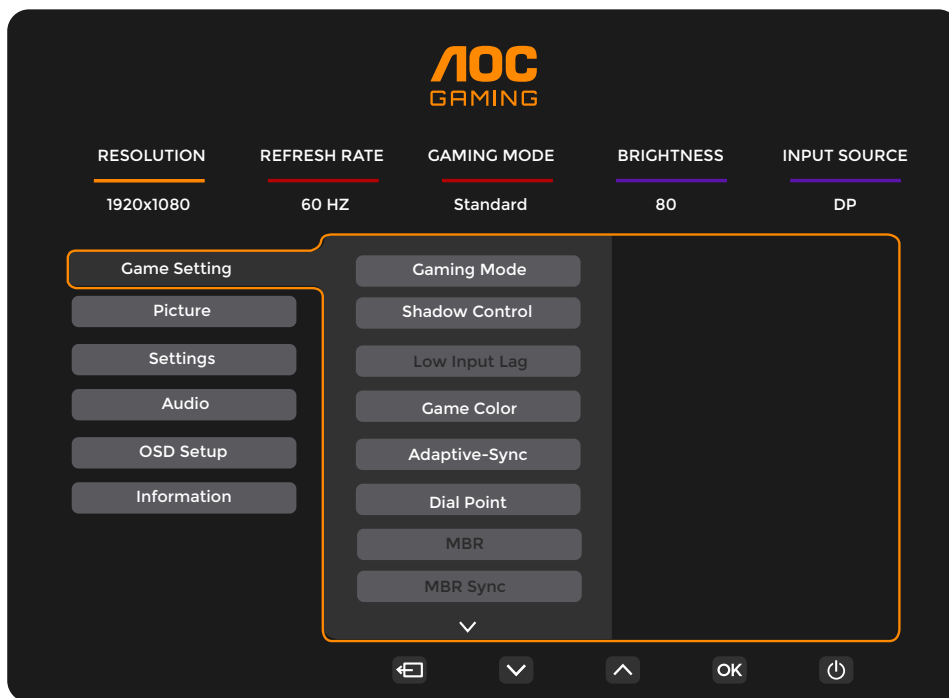 AOC
GAMING
RESOLUTION REFRESH RATE GAMING MODE BRIGHTNESS INPUT SOURCE
1920x1080 60 HZ Standard 80 DP
Game Setting
Picture
Settings
Audio
OSD Setup
Information
Gaming Mode
Shadow Control
Low Input Lag
Game Color
Adaptive-Sync
Dial Point
MBR
MBR Sync
OK